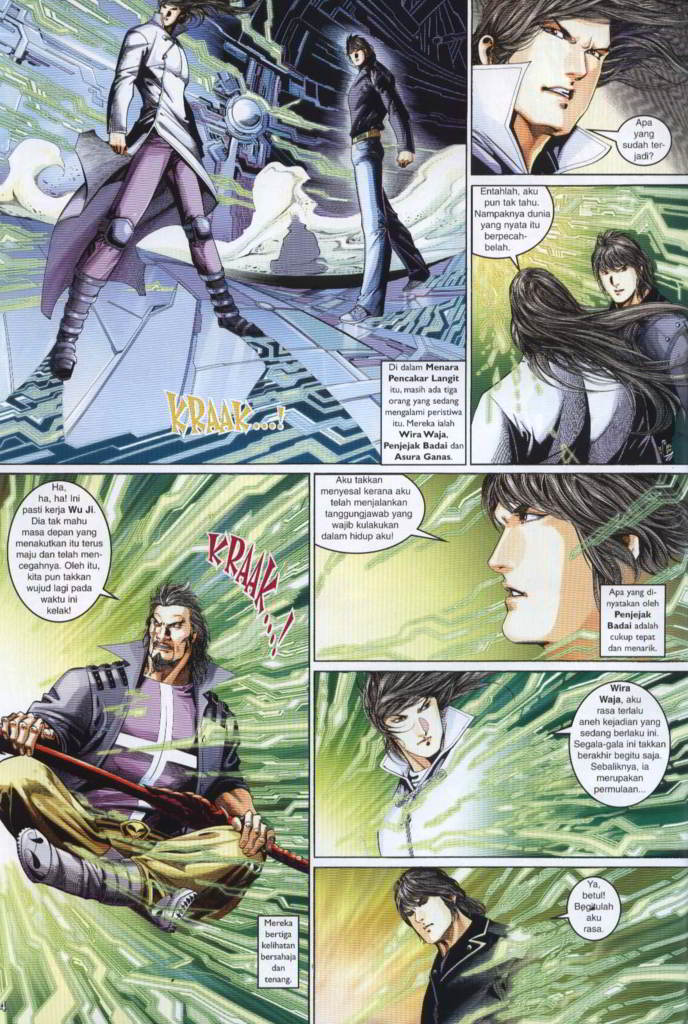 Apa
yang
sudah ter-
jadi?
Entahlah, aku
pun tak tahu.
Nampaknya dunia
yang nyata itu
berpecah-
belah.
KRAAK....!
Di dalam Menara
Pencakar Langit
itu, masih ada tiga
orang yang sedang
mengalami peristiwa
itu. Mereka ialah
Wira Waja,
Penjejak Badai dan
Asura Ganas.
Ha,
ha, ha! Ini
pasti kerja Wu Ji.
Dia tak mahu
masa depan yang
menakutkan itu terus
maju dan telah men-
cegahnya. Oleh itu,
kita pun takkan
wujud lagi pada
waktu ini
kelak!
KRAAK...!
Mereka
bertiga
kelihatan
bersahaja
dan
tenang.
Aku takkan
menyesal kerana aku
telah menjalankan
tanggungjawab yang
wajib kulakukan
dalam hidup aku!
Apa yang di-
nyatakan oleh
Penjejak
Badai adalah
cukup tepat
dan menarik.
Wira
Waja, aku
rasa terlalu
aneh kejadian yang
sedang berlaku ini.
Segala-gala ini takkan
berakhir begitu saja.
Sebaliknya, ia
merupakan
permulaan...
Ya,
betul!
Begitulah
aku
rasa.
4